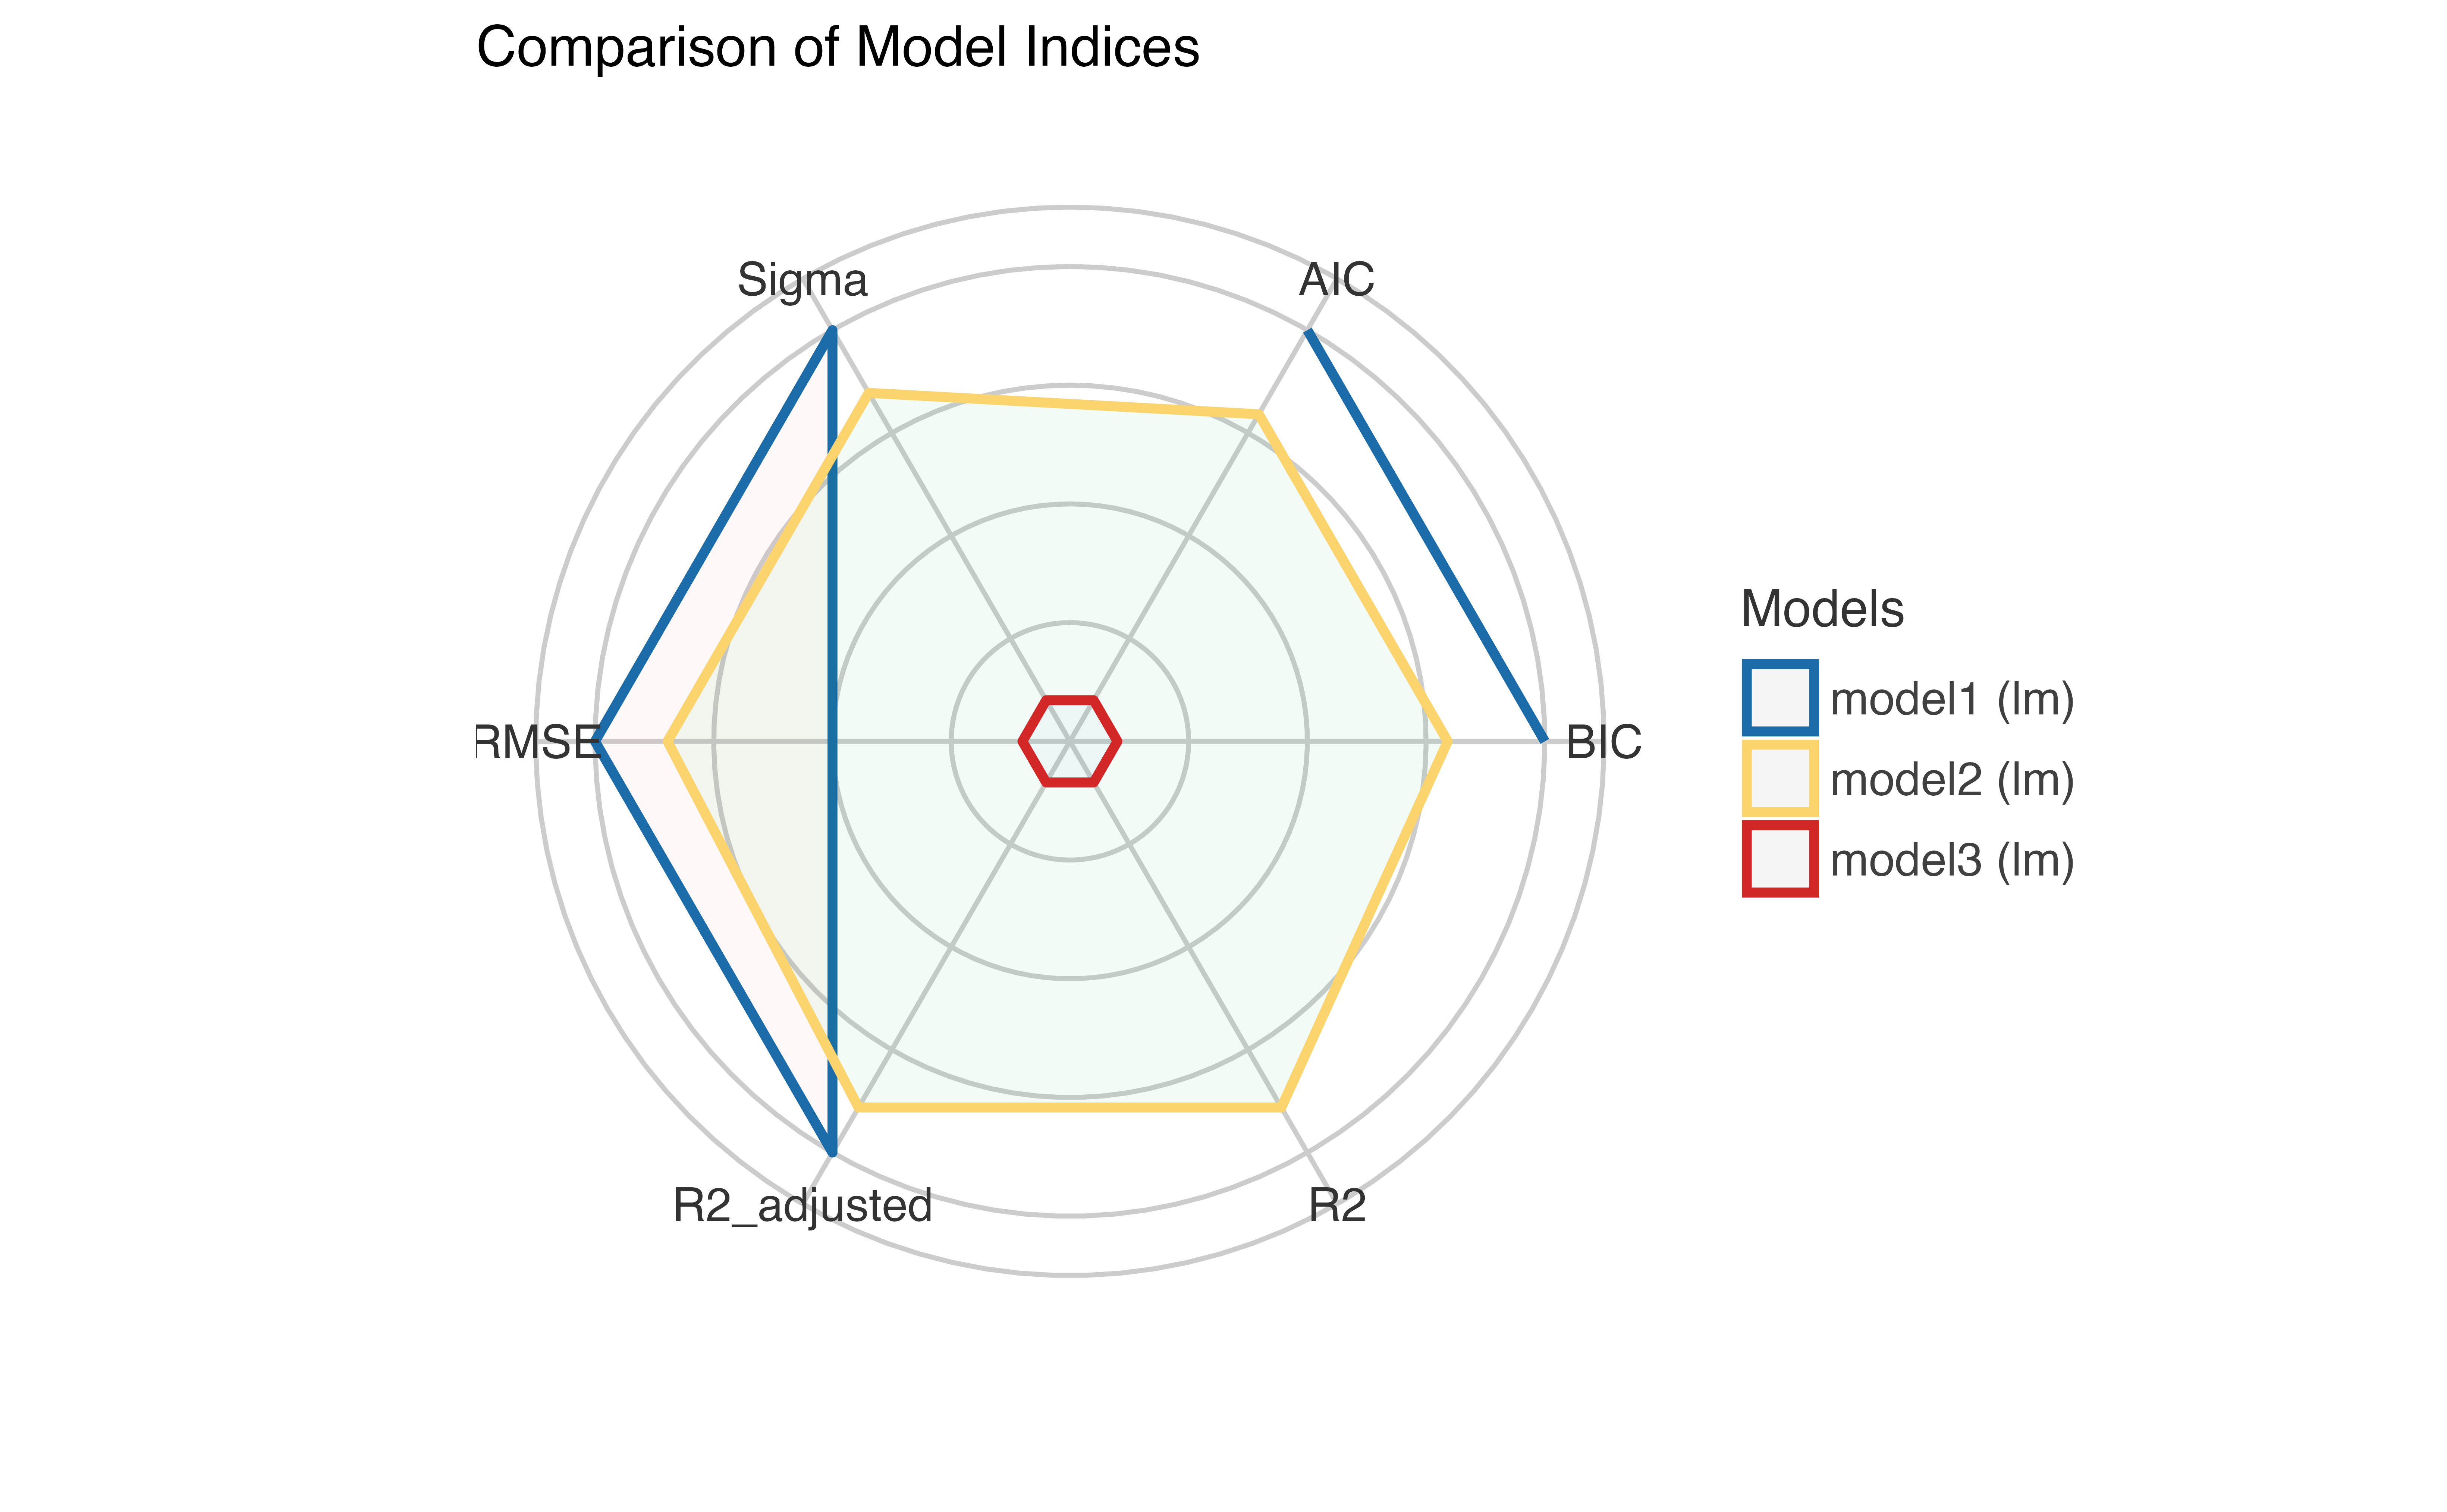 Comparison of Model Indices
Sigma
AIC
RMSE
BIC
R2_adjusted
R2
Models
model1 (lm)
model2 (lm)
model3 (lm)